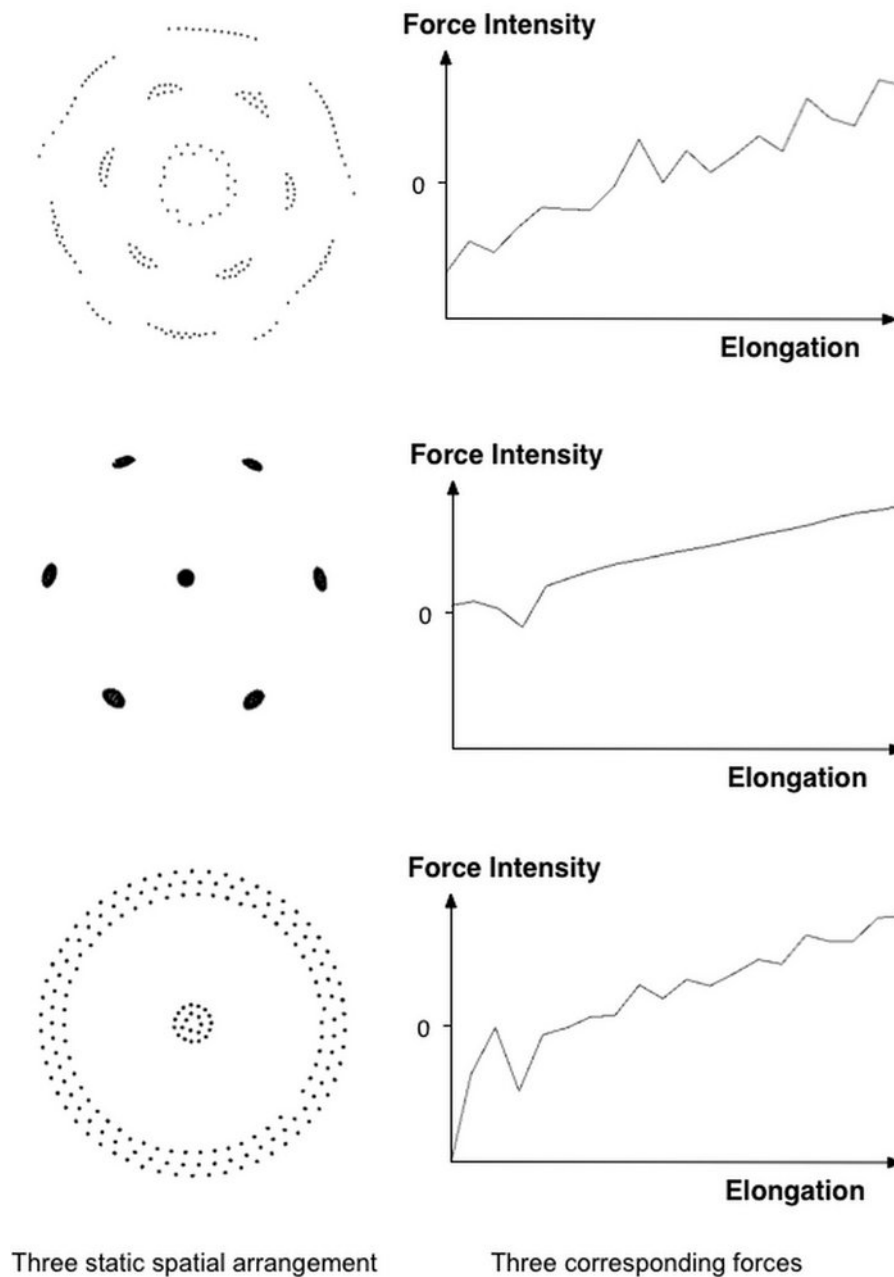 Force Intensity
0
Elongation
Force Intensity
0
Elongation
Force Intensity
0
Elongation
Three static spatial arrangement
Three corresponding forces